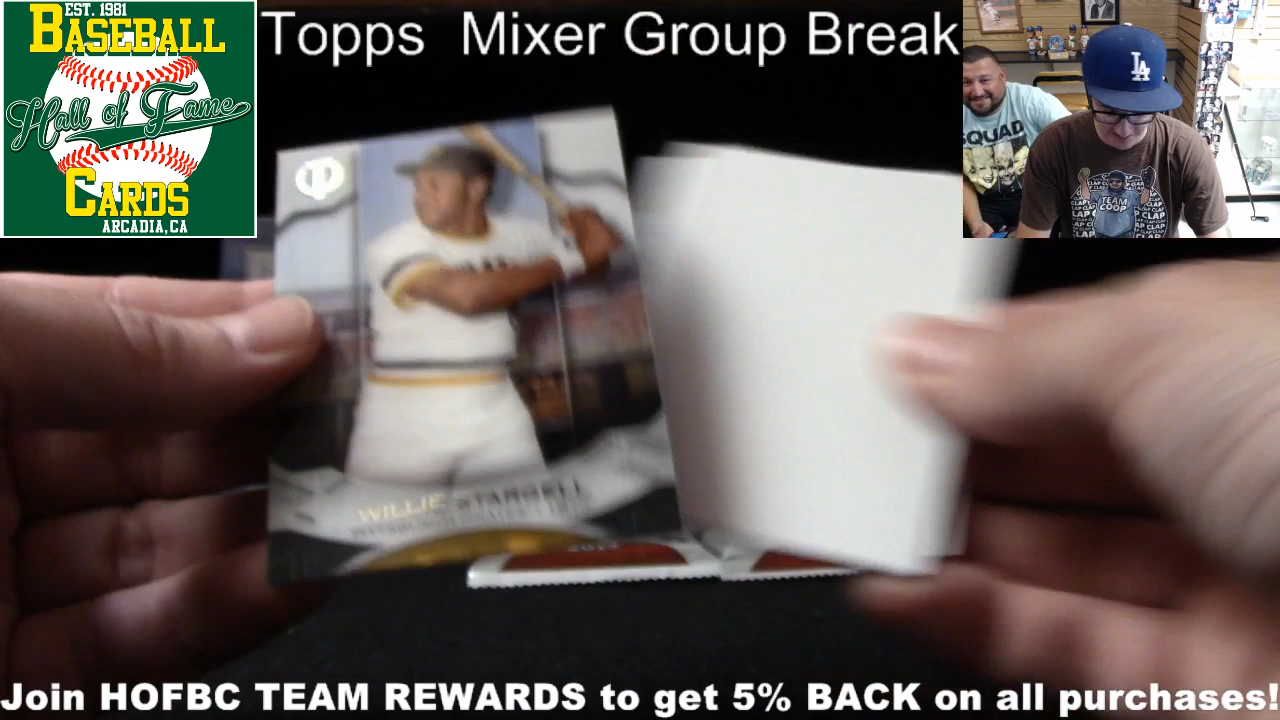 EST. 1981
BASEBALL
Hall of Fame
CARDS
ARCADIA, CA
Topps Mixer Group Break
LA
SQUAD
TEAM
COOP
CLAP
WILLIE STARGELL
Join HOFBC TEAM REWARDS to get 5% BACK on all purchases!